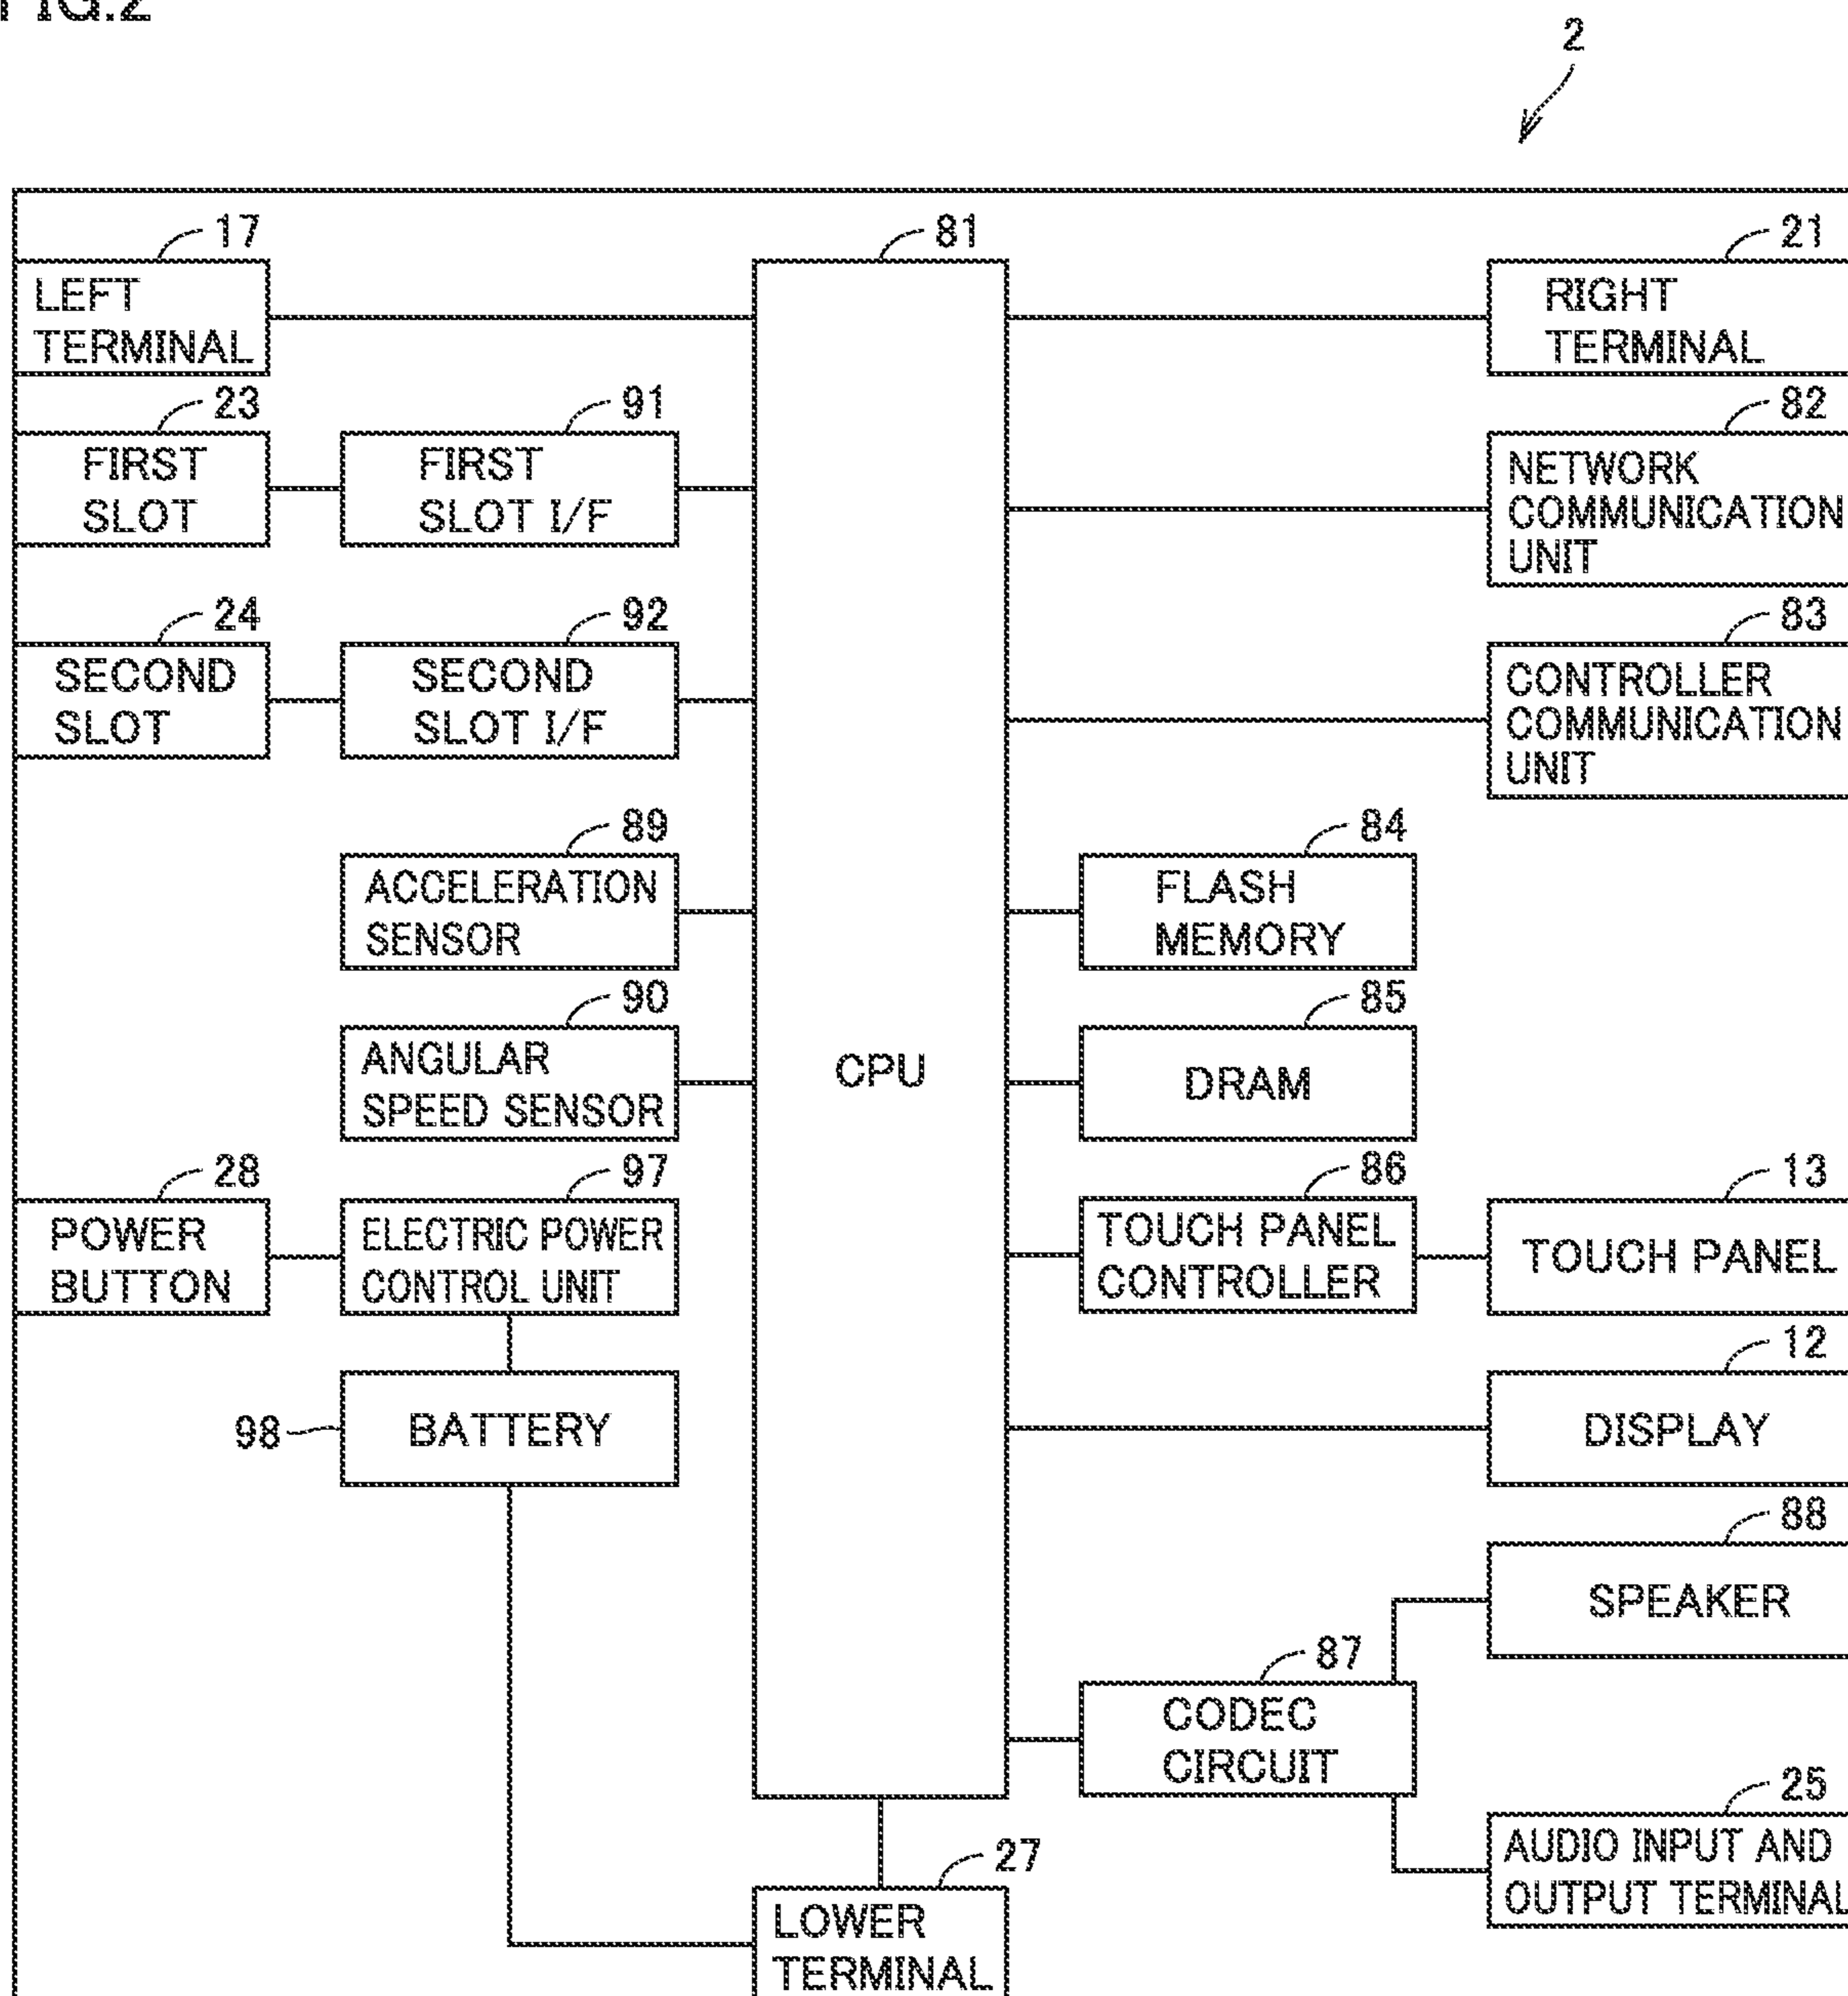 FIG.2
2
17
LEFT
TERMINAL
81
CPU
21
RIGHT
TERMINAL
23
FIRST
SLOT
91
FIRST
SLOT I/F
82
NETWORK
COMMUNICATION
UNIT
24
SECOND
SLOT
92
SECOND
SLOT I/F
83
CONTROLLER
COMMUNICATION
UNIT
89
ACCELERATION
SENSOR
84
FLASH
MEMORY
90
ANGULAR
SPEED SENSOR
85
DRAM
28
POWER
BUTTON
97
ELECTRIC POWER
CONTROL UNIT
86
TOUCH PANEL
CONTROLLER
13
TOUCH PANEL
98
BATTERY
12
DISPLAY
88
SPEAKER
87
CODEC
CIRCUIT
25
AUDIO INPUT AND
OUTPUT TERMINAL
27
LOWER
TERMINAL